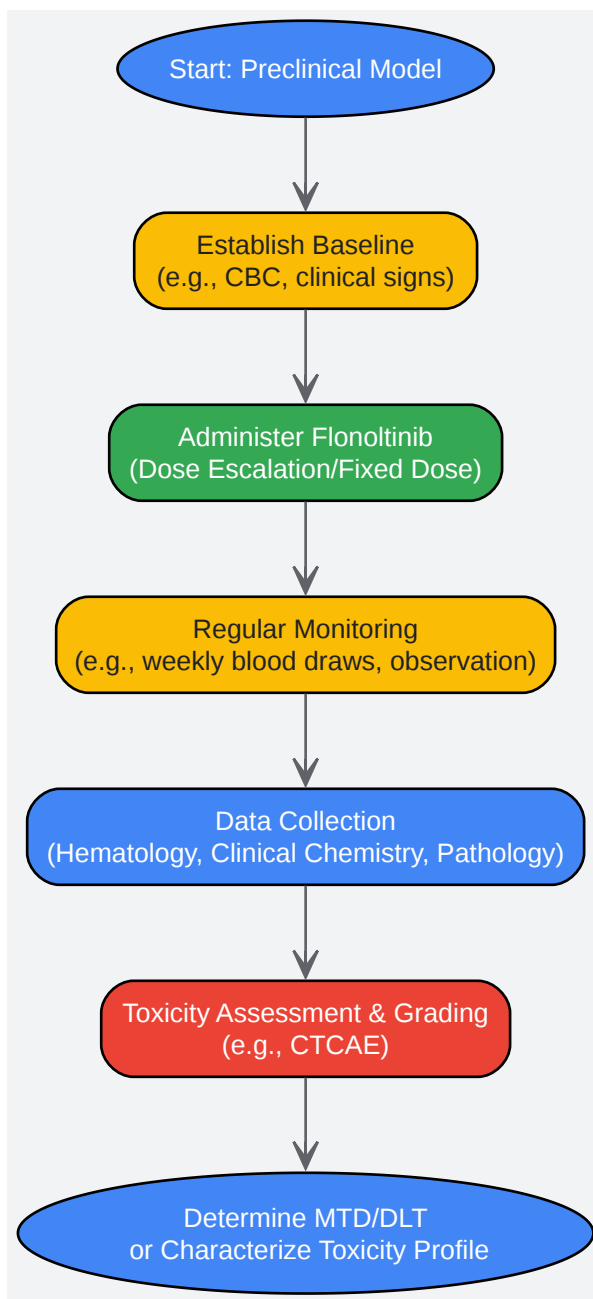 Start: Preclinical Model
Establish Baseline
(e.g., CBC, clinical signs)
Administer Flonoltinib
(Dose Escalation/Fixed Dose)
Regular Monitoring
(e.g., weekly blood draws, observation)
Data Collection
(Hematology, Clinical Chemistry, Pathology)
Toxicity Assessment & Grading
(e.g., CTCAE)
Determine MTD/DLT
or Characterize Toxicity Profile